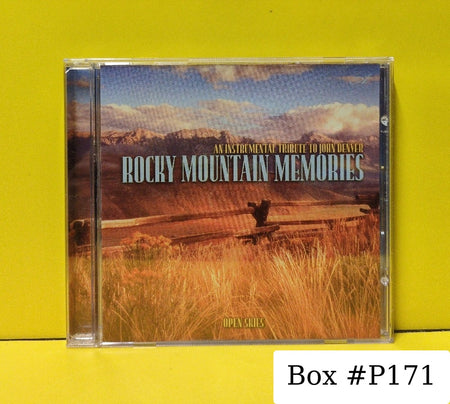 AN INSTRUMENTAL TRIBUTE TO JOHN DENVER
ROCKY MOUNTAIN MEMORIES
OPEN SKIES
Box #P171